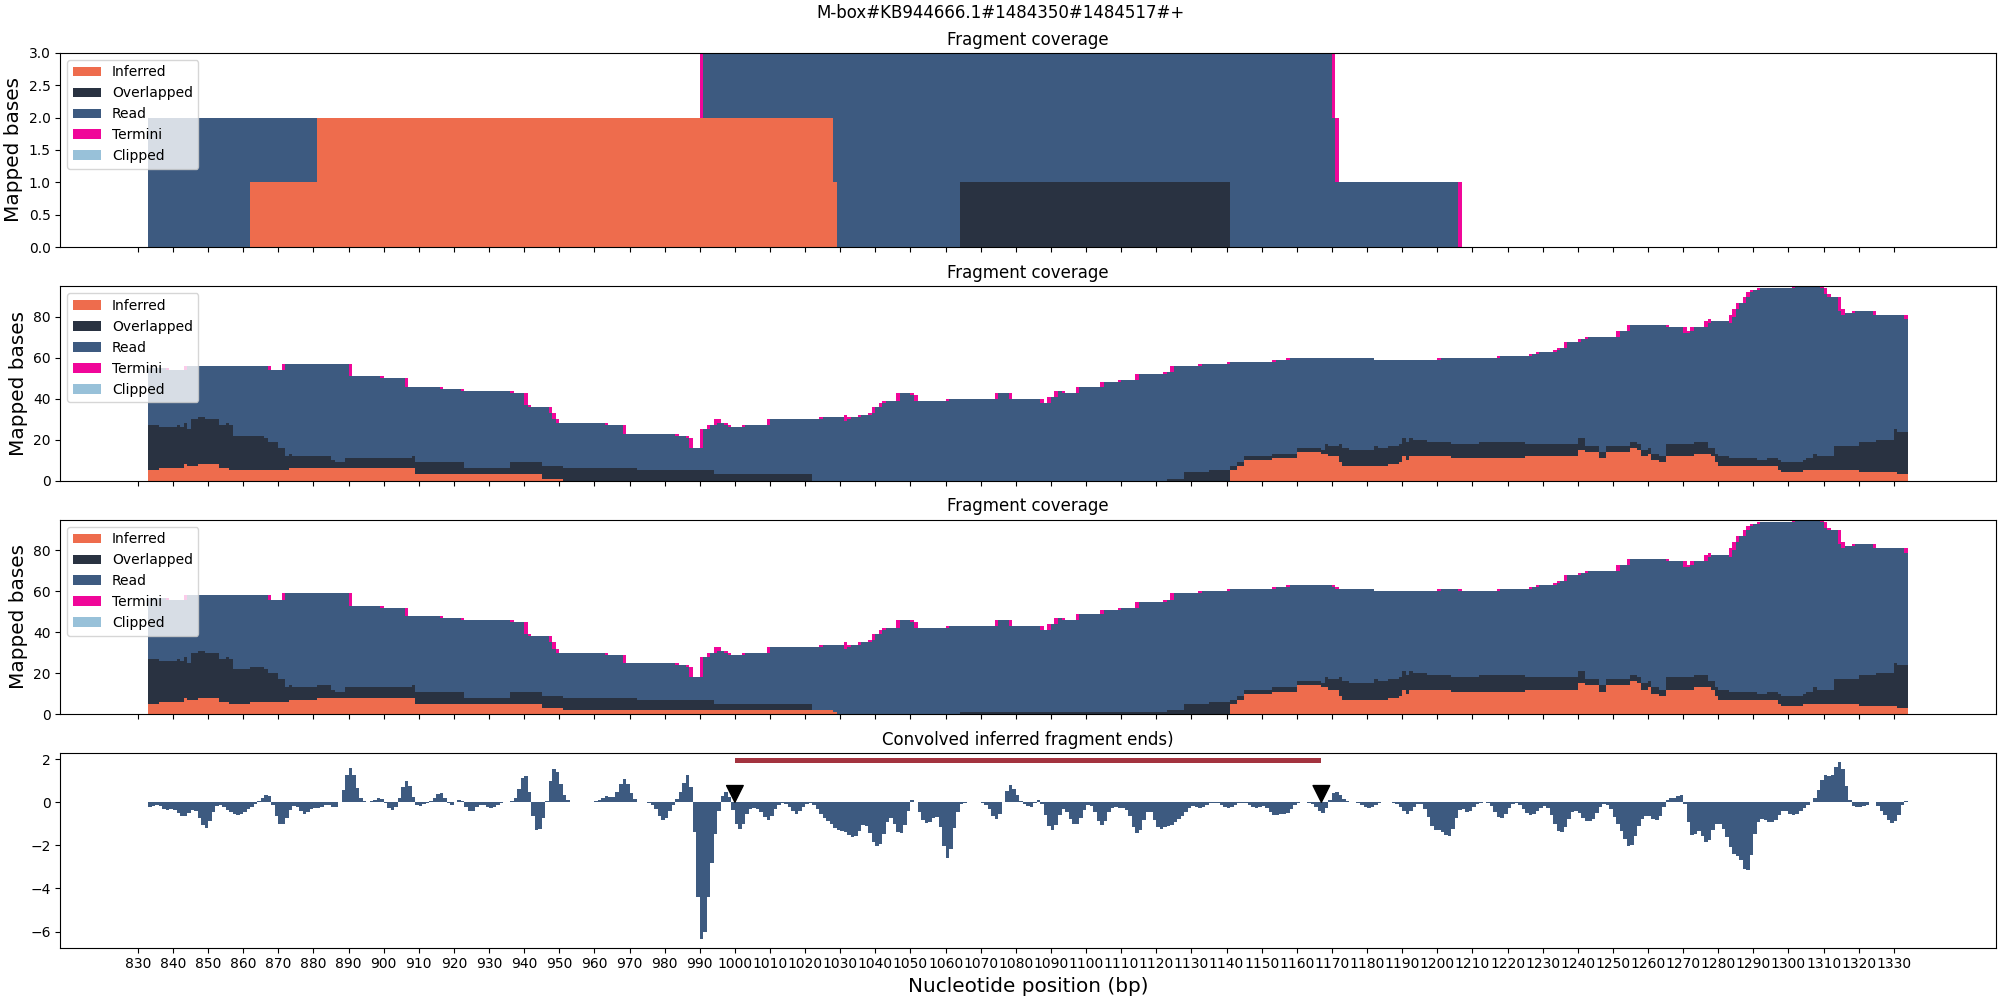 M-box#KB944666.1#1484350#1484517#+
Fragment coverage
Mapped bases
3.0
2.5
2.0
1.5
1.0
0.5
0.0
Inferred
Overlapped
Read
Termini
Clipped
Fragment coverage
Mapped bases
80
60
40
20
0
Inferred
Overlapped
Read
Termini
Clipped
Fragment coverage
Mapped bases
80
60
40
20
0
Inferred
Overlapped
Read
Termini
Clipped
Convolved inferred fragment ends)
2
0
−2
−4
−6
830 840 850 860 870 880 890 900 910 920 930 940 950 960 970 980 990 1000 1010 1020 1030 1040 1050 1060 1070 1080 1090 1100 1110 1120 1130 1140 1150 1160 1170 1180 1190 1200 1210 1220 1230 1240 1250 1260 1270 1280 1290 1300 1310 1320 1330
Nucleotide position (bp)